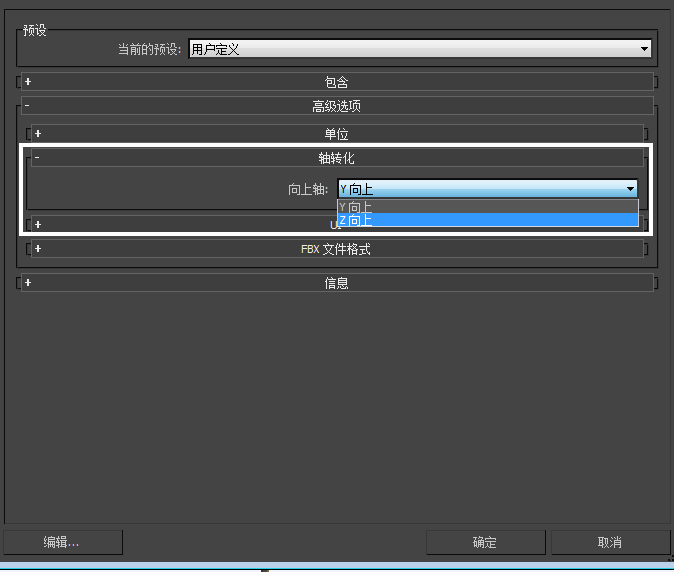 预设
当前的预设: 用户定义
+ 包含
- 高级选项
+ 单位
- 轴转化
向上轴: Y 向上
Y 向上
Z 向上
+
+ FBX 文件格式
+ 信息
编辑... 确定 取消